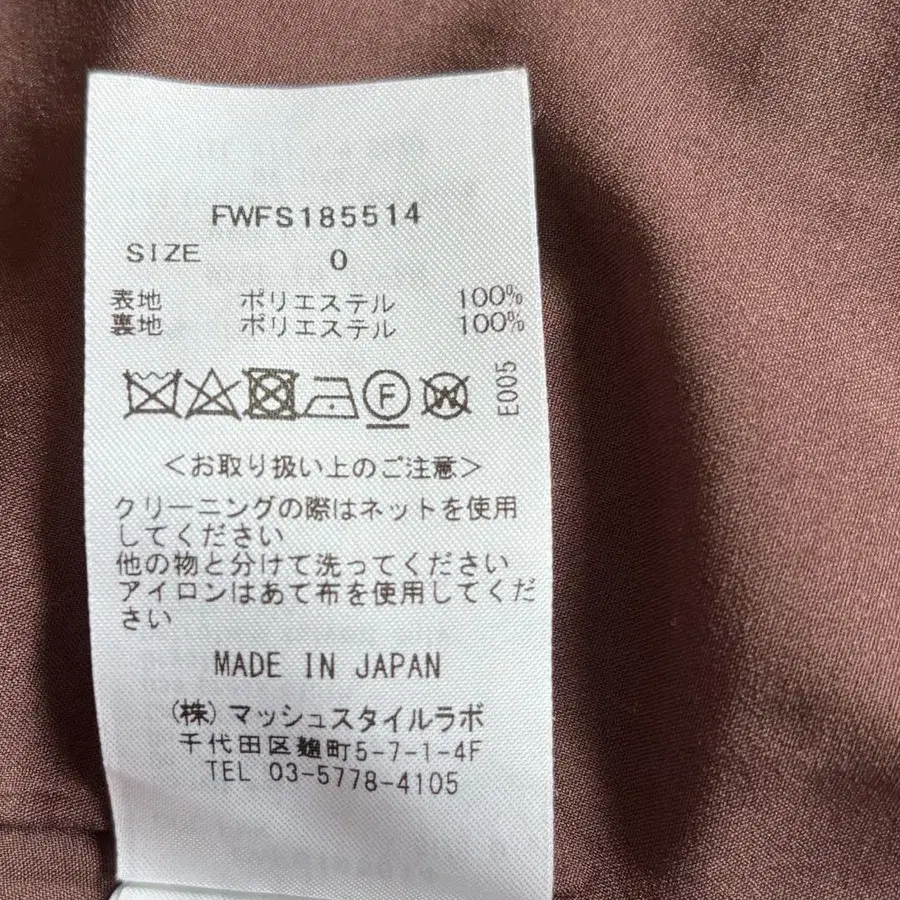 FWFS185514
SIZE 0
表地 ポリエステル 100%
裏地 ポリエステル 100%
F W E005
<お取り扱い上のご注意>
クリーニングの際はネットを使用
してください
他の物と分けて洗ってください
アイロンはあて布を使用してくだ
さい
MADE IN JAPAN
(株)マッシュスタイルラボ
千代田区麹町5-7-1-4F
TEL 03-5778-4105